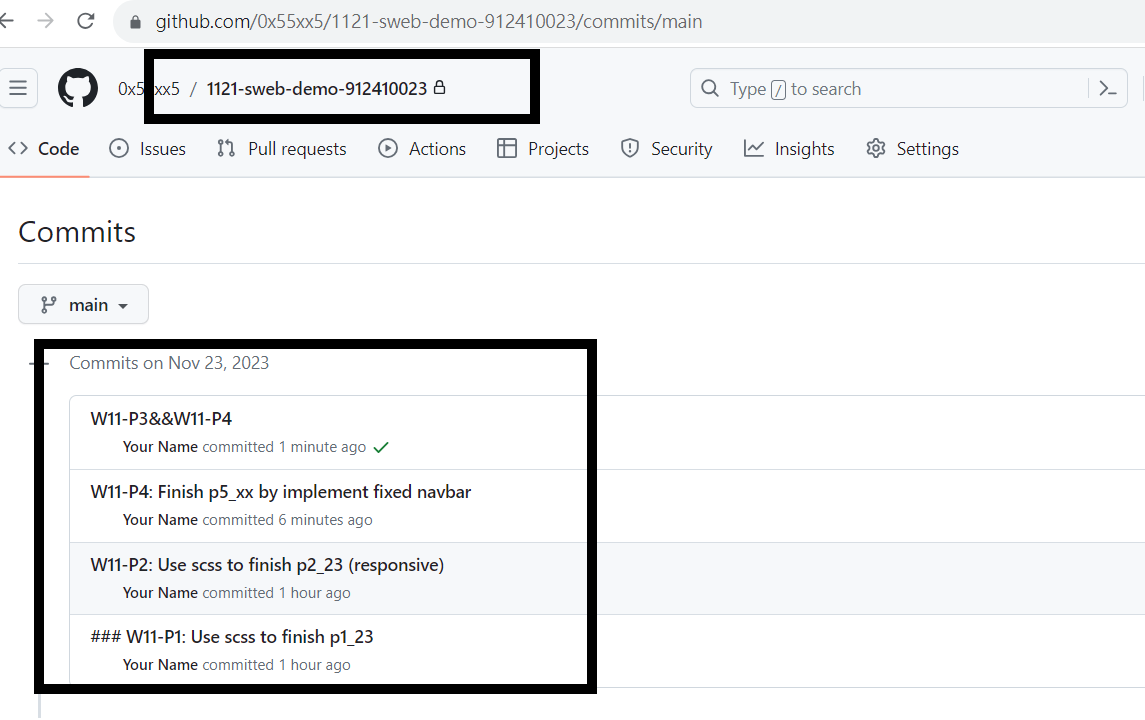 github.com/0x55xx5/1121-sweb-demo-912410023/commits/main
0x5 xx5 / 1121-sweb-demo-912410023
Type / to search
Code Issues Pull requests Actions Projects Security Insights Settings
Commits
main
Commits on Nov 23, 2023
W11-P3&&W11-P4
Your Name committed 1 minute ago
W11-P4: Finish p5_xx by implement fixed navbar
Your Name committed 6 minutes ago
W11-P2: Use scss to finish p2_23 (responsive)
Your Name committed 1 hour ago
### W11-P1: Use scss to finish p1_23
Your Name committed 1 hour ago